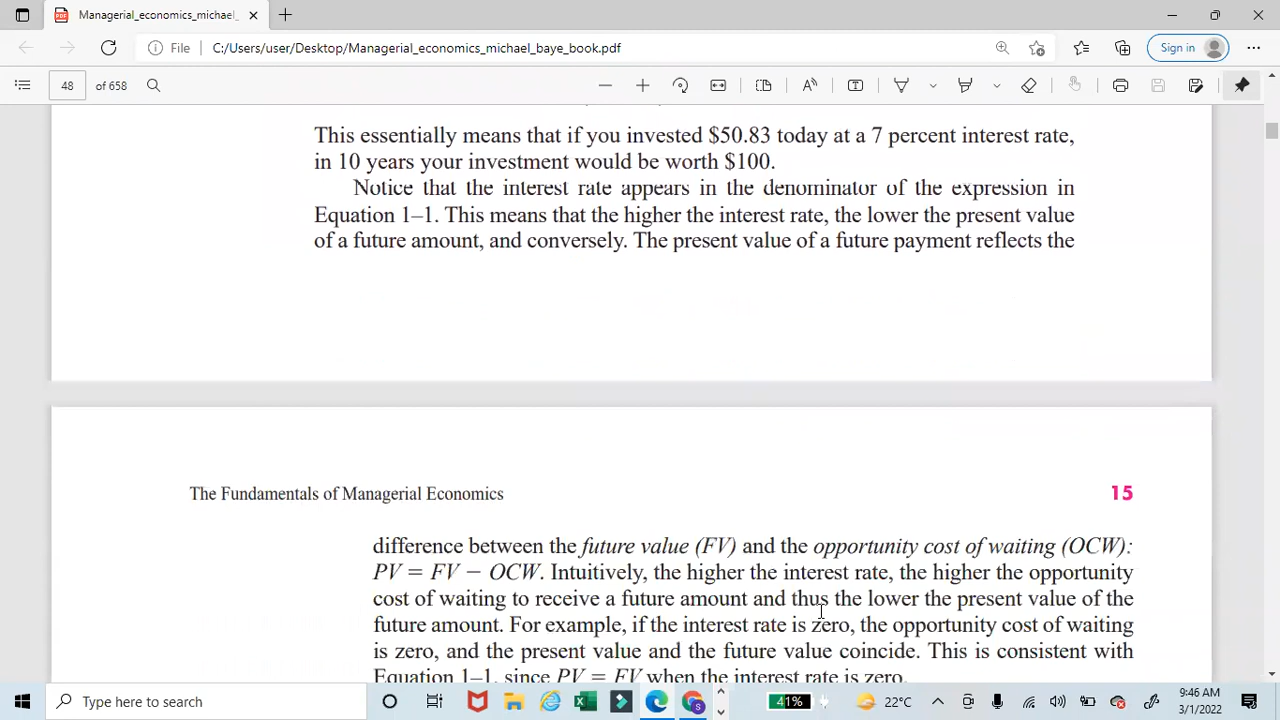 Managerial_economics_michael_
File
C:/Users/user/Desktop/Managerial_economics_michael_baye_book.pdf
Sign in
48 of 658
This essentially means that if you invested $50.83 today at a 7 percent interest rate,
in 10 years your investment would be worth $100.
Notice that the interest rate appears in the denominator of the expression in
Equation 1–1. This means that the higher the interest rate, the lower the present value
of a future amount, and conversely. The present value of a future payment reflects the
The Fundamentals of Managerial Economics 15
difference between the future value (FV) and the opportunity cost of waiting (OCW):
PV = FV − OCW. Intuitively, the higher the interest rate, the higher the opportunity
cost of waiting to receive a future amount and thus the lower the present value of the
future amount. For example, if the interest rate is zero, the opportunity cost of waiting
is zero, and the present value and the future value coincide. This is consistent with
Equation 1–1, since PV = FV when the interest rate is zero.
Type here to search
41%
22°C
9:46 AM
3/1/2022